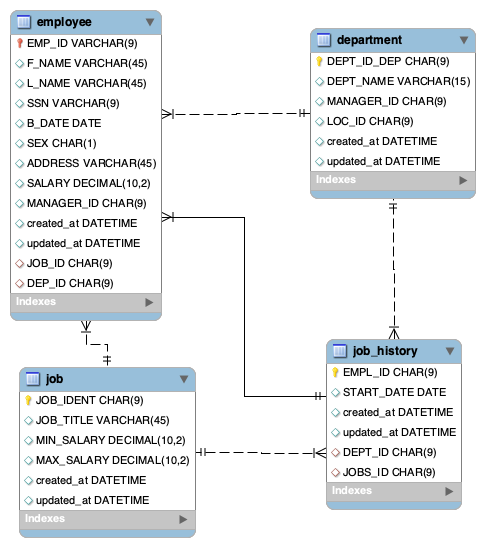 employee
EMP_ID VARCHAR(9)
F_NAME VARCHAR(45)
L_NAME VARCHAR(45)
SSN VARCHAR(9)
B_DATE DATE
SEX CHAR(1)
ADDRESS VARCHAR(45)
SALARY DECIMAL(10,2)
MANAGER_ID CHAR(9)
created_at DATETIME
updated_at DATETIME
JOB_ID CHAR(9)
DEP_ID CHAR(9)
Indexes
department
DEPT_ID_DEP CHAR(9)
DEPT_NAME VARCHAR(15)
MANAGER_ID CHAR(9)
LOC_ID CHAR(9)
created_at DATETIME
updated_at DATETIME
Indexes
job
JOB_IDENT CHAR(9)
JOB_TITLE VARCHAR(45)
MIN_SALARY DECIMAL(10,2)
MAX_SALARY DECIMAL(10,2)
created_at DATETIME
updated_at DATETIME
Indexes
job_history
EMPL_ID CHAR(9)
START_DATE DATE
created_at DATETIME
updated_at DATETIME
DEPT_ID CHAR(9)
JOBS_ID CHAR(9)
Indexes